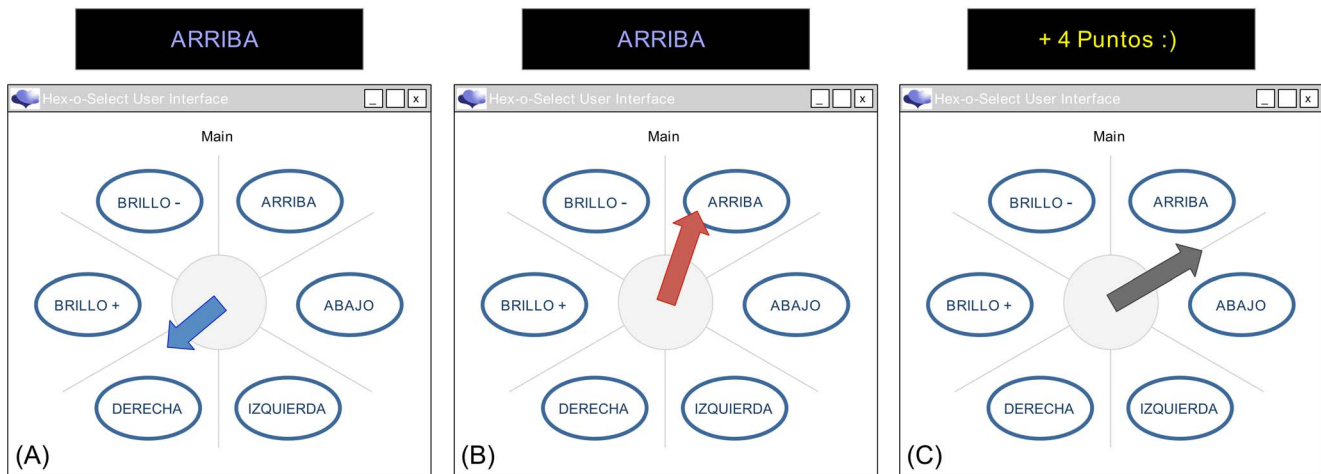 ARRIBA
Hex-o-Select User Interface
_ x
Main
BRILLO - ARRIBA
BRILLO + ABAJO
DERECHA IZQUIERDA
(A)
ARRIBA
Hex-o-Select User Interface
_ x
Main
BRILLO - ARRIBA
BRILLO + ABAJO
DERECHA IZQUIERDA
(B)
+ 4 Puntos :)
Hex-o-Select User Interface
_ x
Main
BRILLO - ARRIBA
BRILLO + ABAJO
DERECHA IZQUIERDA
(C)